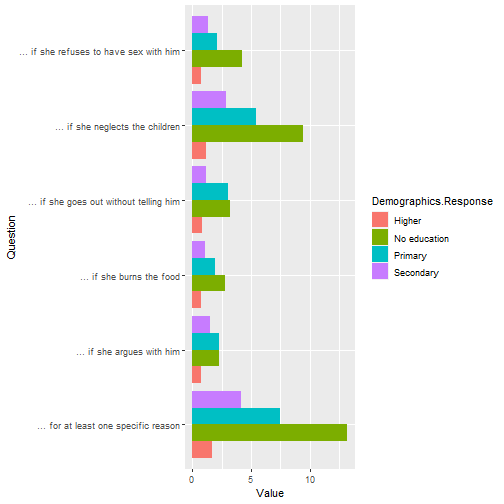 ... if she refuses to have sex with him
... if she neglects the children
... if she goes out without telling him
... if she burns the food
... if she argues with him
... for at least one specific reason
Question
0 5 10
Value
Demographics.Response
Higher
No education
Primary
Secondary